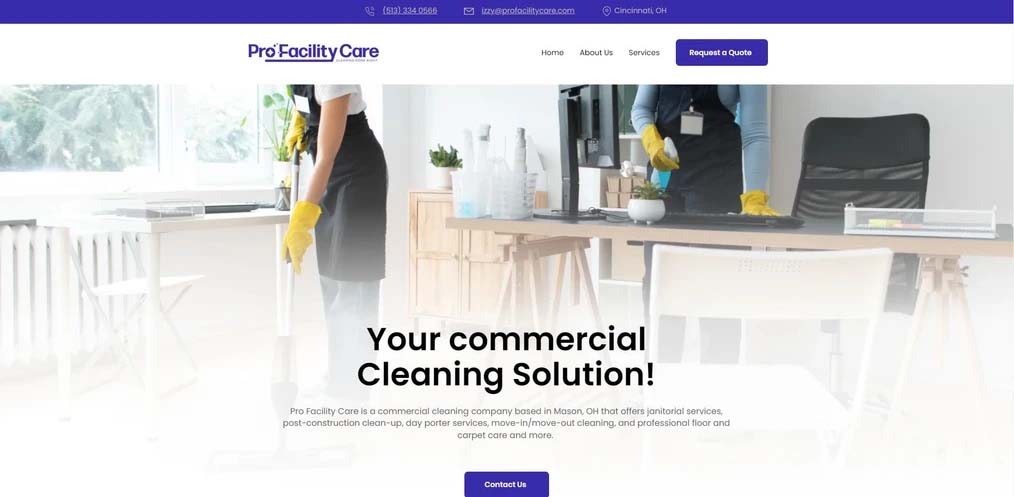 (513) 334 0566 izzy@profacilitycare.com Cincinnati, OH
Pro Facility Care
CLEANING DONE RIGHT
Home About Us Services Request a Quote
Your commercial
Cleaning Solution!
Pro Facility Care is a commercial cleaning company based in Mason, OH that offers janitorial services,
post-construction clean-up, day porter services, move-in/move-out cleaning, and professional floor and
carpet care and more.
Contact Us